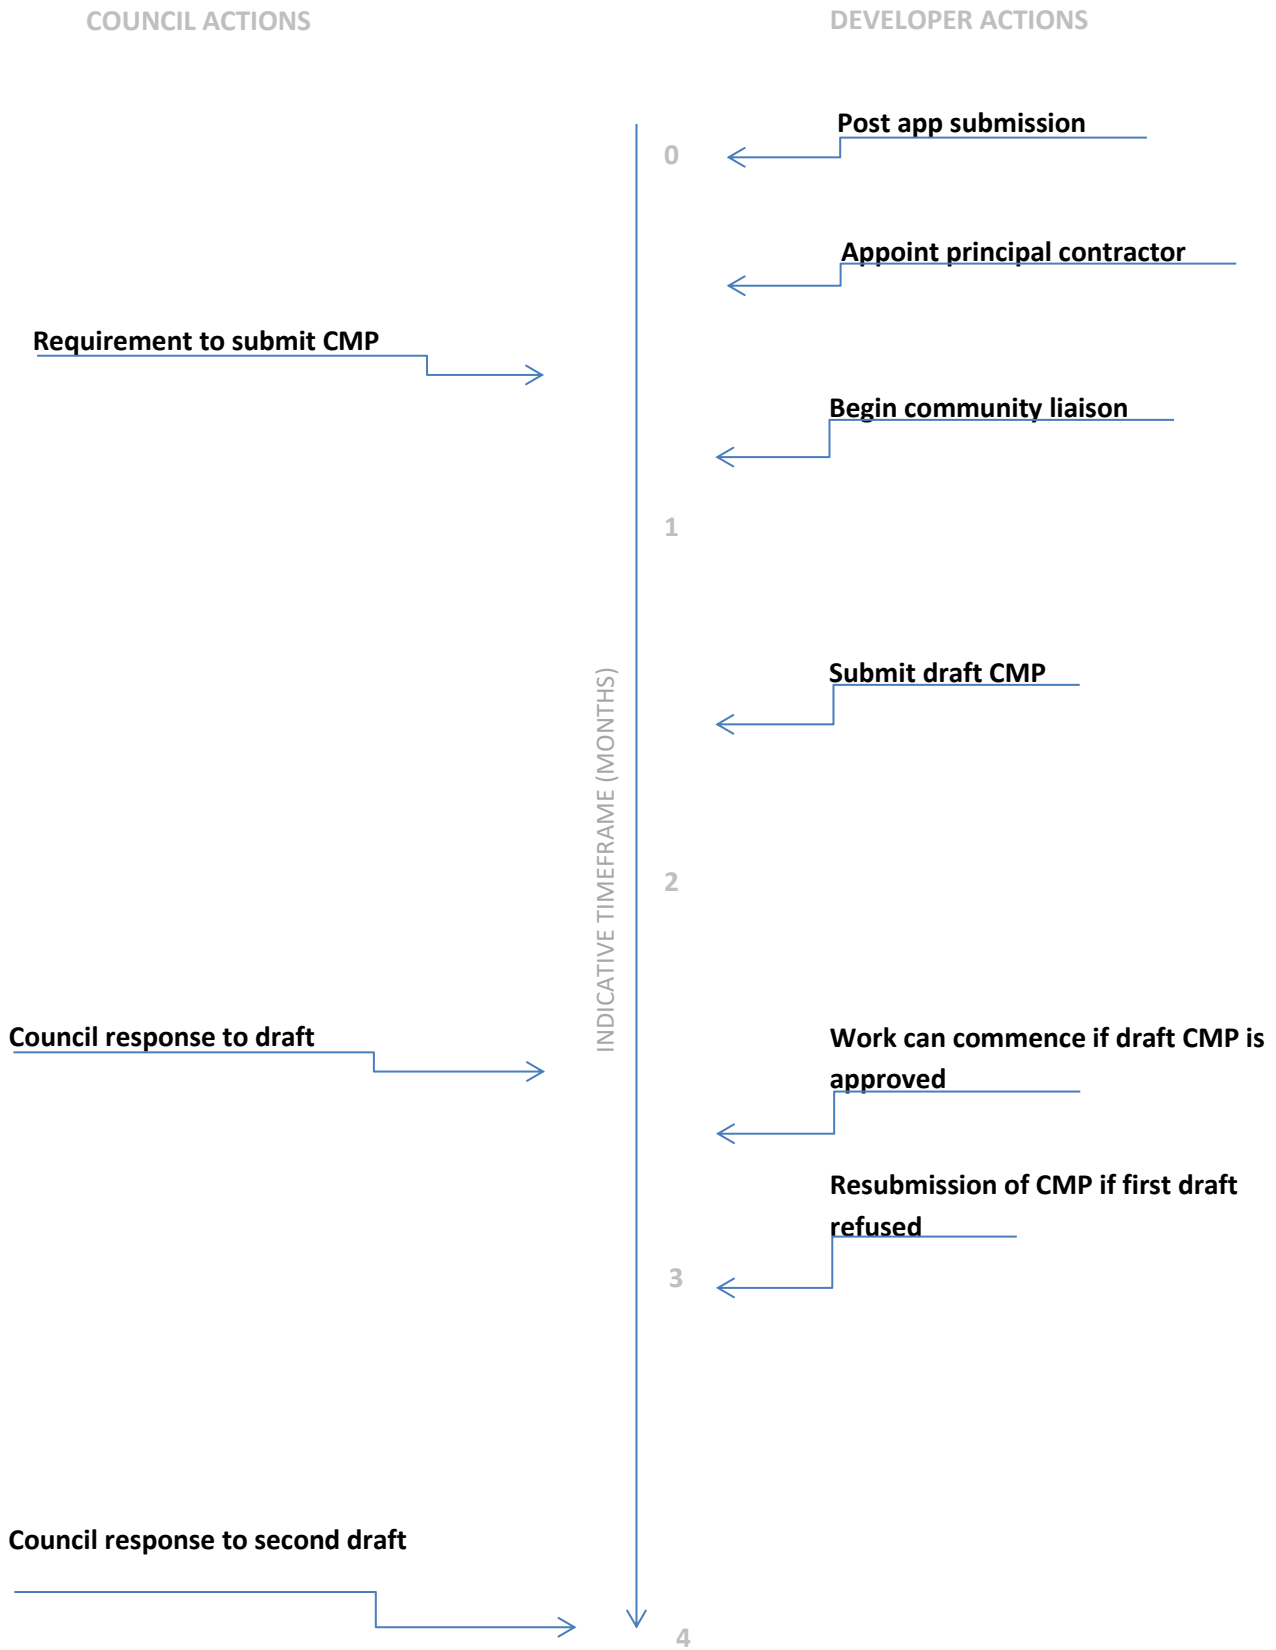 COUNCIL ACTIONS
DEVELOPER ACTIONS
Post app submission
0
Appoint principal contractor
Requirement to submit CMP
Begin community liaison
1
Submit draft CMP
INDICATIVE TIMEFRAME (MONTHS)
2
Council response to draft
Work can commence if draft CMP is
approved
Resubmission of CMP if first draft
refused
3
Council response to second draft
4